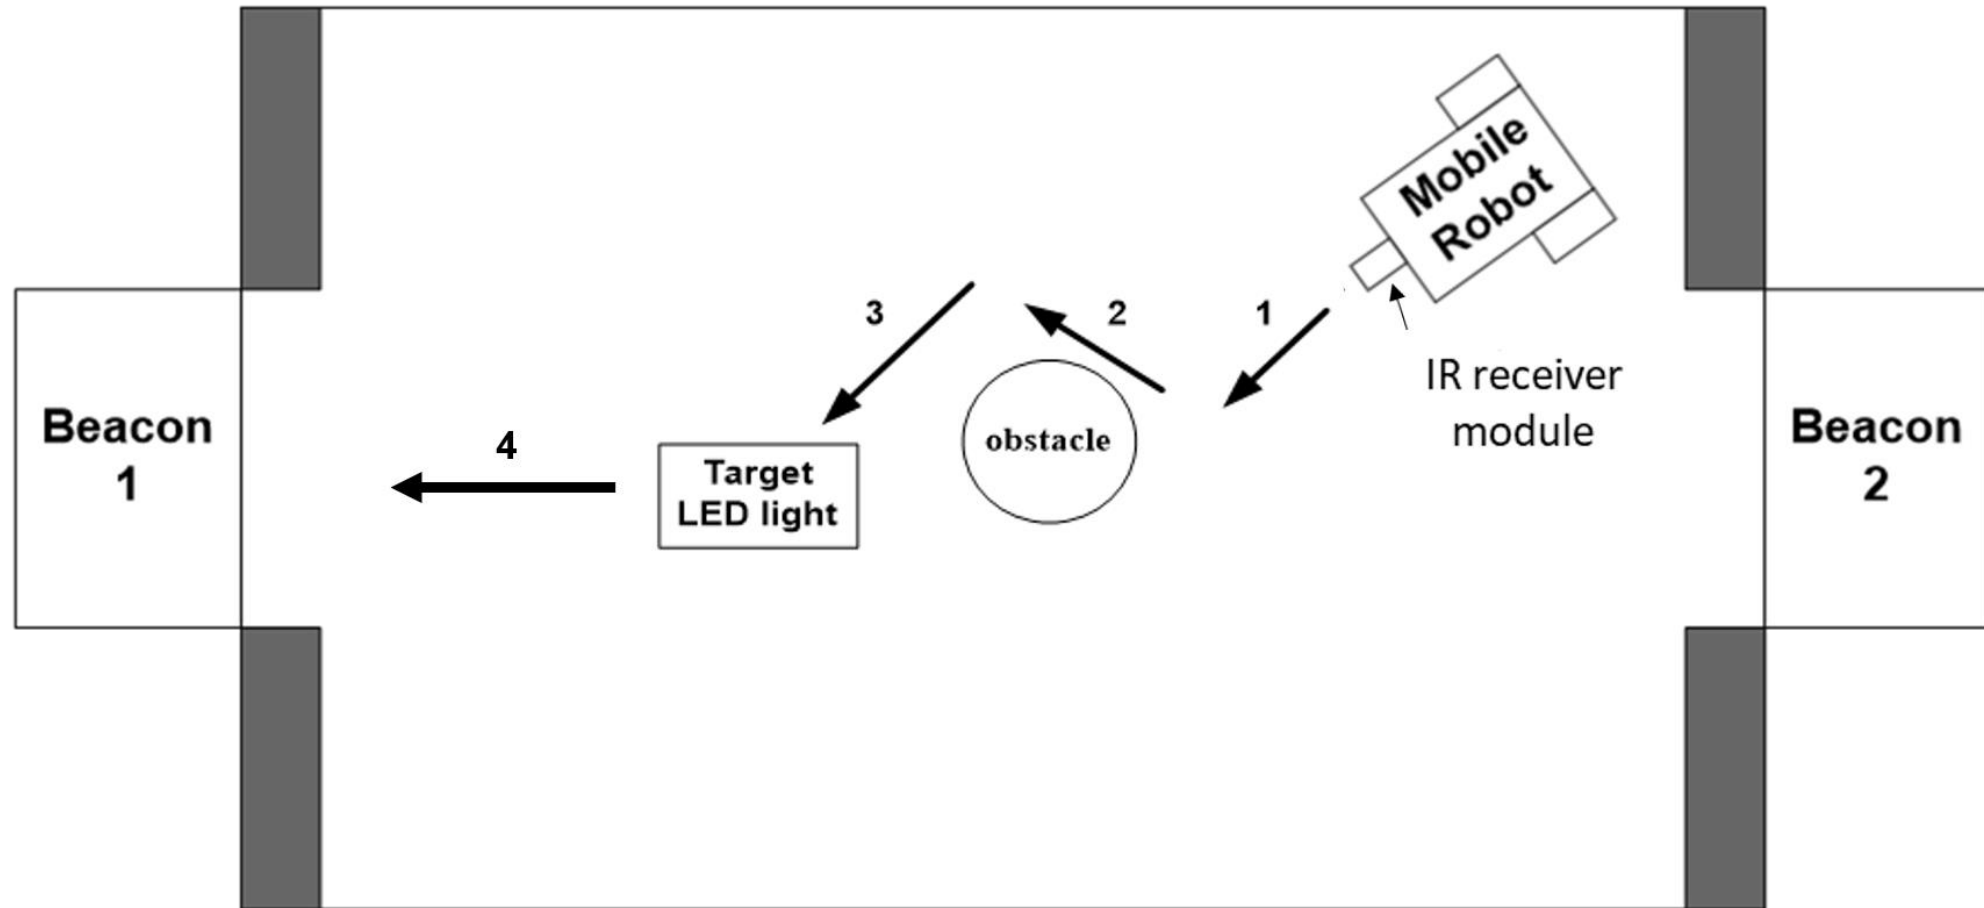 Mobile
Robot
3
2
1
IR receiver
module
Beacon
1
4
Target
LED light
obstacle
Beacon
2